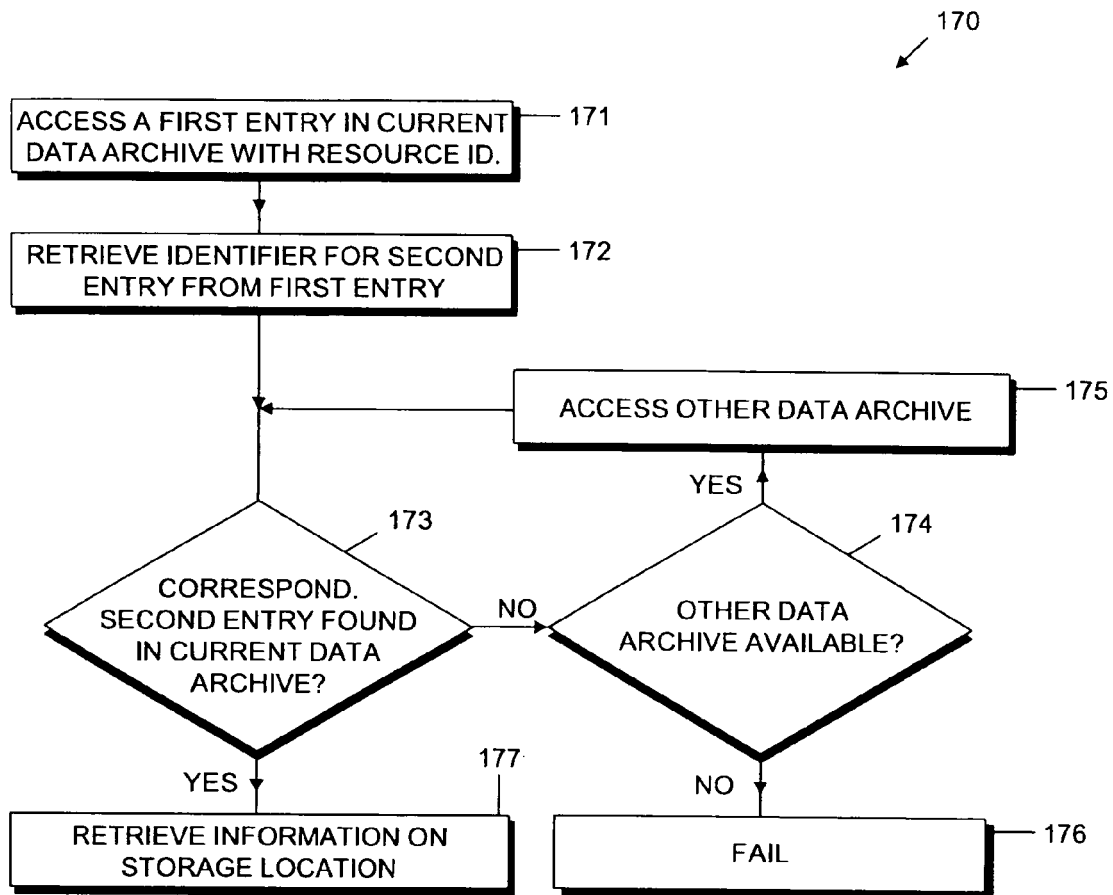 170
ACCESS A FIRST ENTRY IN CURRENT
DATA ARCHIVE WITH RESOURCE ID.
171
RETRIEVE IDENTIFIER FOR SECOND
ENTRY FROM FIRST ENTRY
172
ACCESS OTHER DATA ARCHIVE
175
YES
173
CORRESPOND.
SECOND ENTRY FOUND
IN CURRENT DATA
ARCHIVE?
NO
174
OTHER DATA
ARCHIVE AVAILABLE?
YES
177
RETRIEVE INFORMATION ON
STORAGE LOCATION
NO
FAIL
176